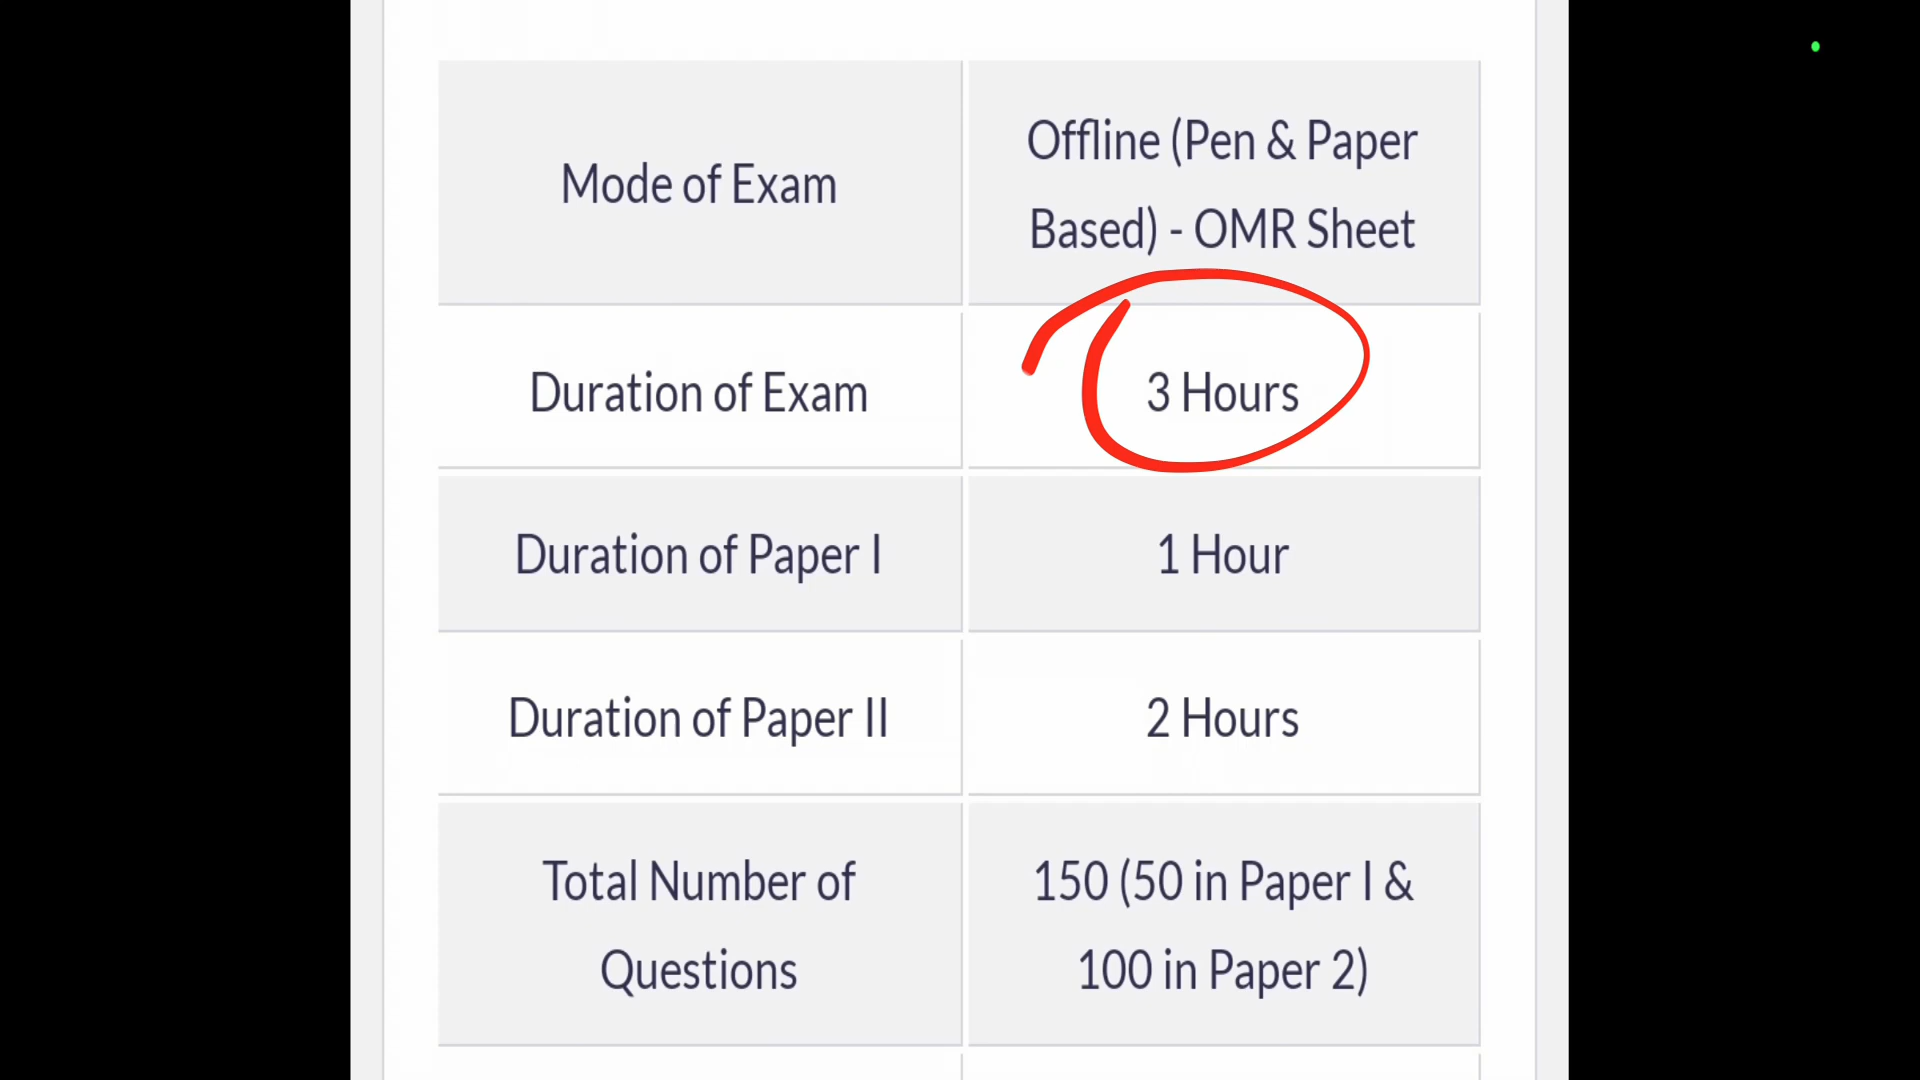 Mode of Exam
Offline (Pen & Paper
Based) - OMR Sheet
Duration of Exam
3 Hours
Duration of Paper I
1 Hour
Duration of Paper II
2 Hours
Total Number of
Questions
150 (50 in Paper I &
100 in Paper 2)